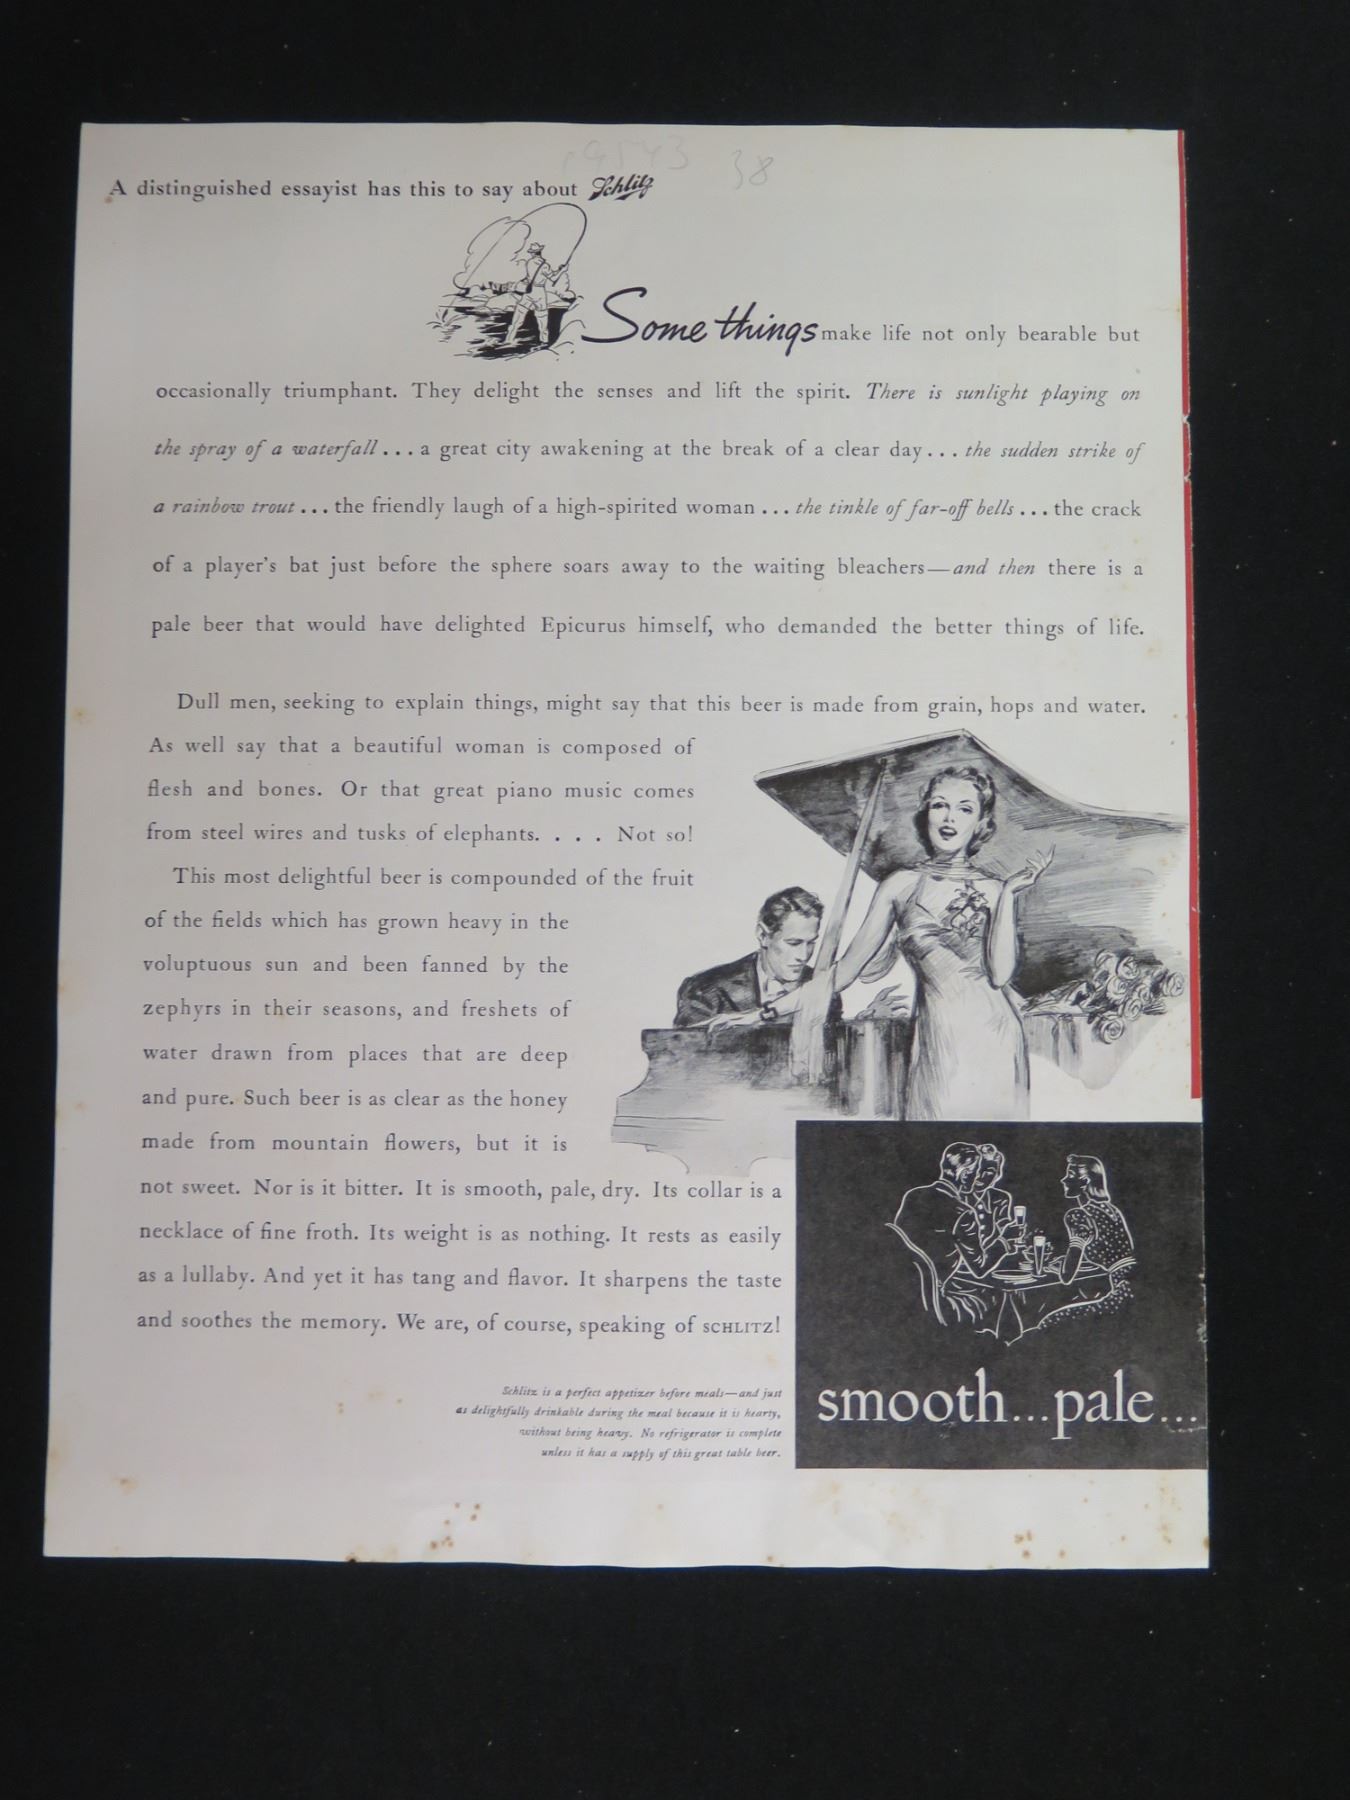 38
A distinguished essayist has this to say about Schlitz
Some things make life not only bearable but
occasionally triumphant. They delight the senses and lift the spirit. There is sunlight playing on
the spray of a waterfall . . . a great city awakening at the break of a clear day . . . the sudden strike of
a rainbow trout . . . the friendly laugh of a high-spirited woman . . . the tinkle of far-off bells . . . the crack
of a player's bat just before the sphere soars away to the waiting bleachers—and then there is a
pale beer that would have delighted Epicurus himself, who demanded the better things of life.
Dull men, seeking to explain things, might say that this beer is made from grain, hops and water.
As well say that a beautiful woman is composed of
flesh and bones. Or that great piano music comes
from steel wires and tusks of elephants. . . . Not so!
This most delightful beer is compounded of the fruit
of the fields which has grown heavy in the
voluptuous sun and been fanned by the
zephyrs in their seasons, and freshets of
water drawn from places that are deep
and pure. Such beer is as clear as the honey
made from mountain flowers, but it is
not sweet. Nor is it bitter. It is smooth, pale, dry. Its collar is a
necklace of fine froth. Its weight is as nothing. It rests as easily
as a lullaby. And yet it has tang and flavor. It sharpens the taste
and soothes the memory. We are, of course, speaking of SCHLITZ!
Schlitz is a perfect appetizer before meals—and just
as delightfully drinkable during the meal because it is hearty,
without being heavy. No refrigerator is complete
unless it has a supply of this great table beer.
smooth...pale...